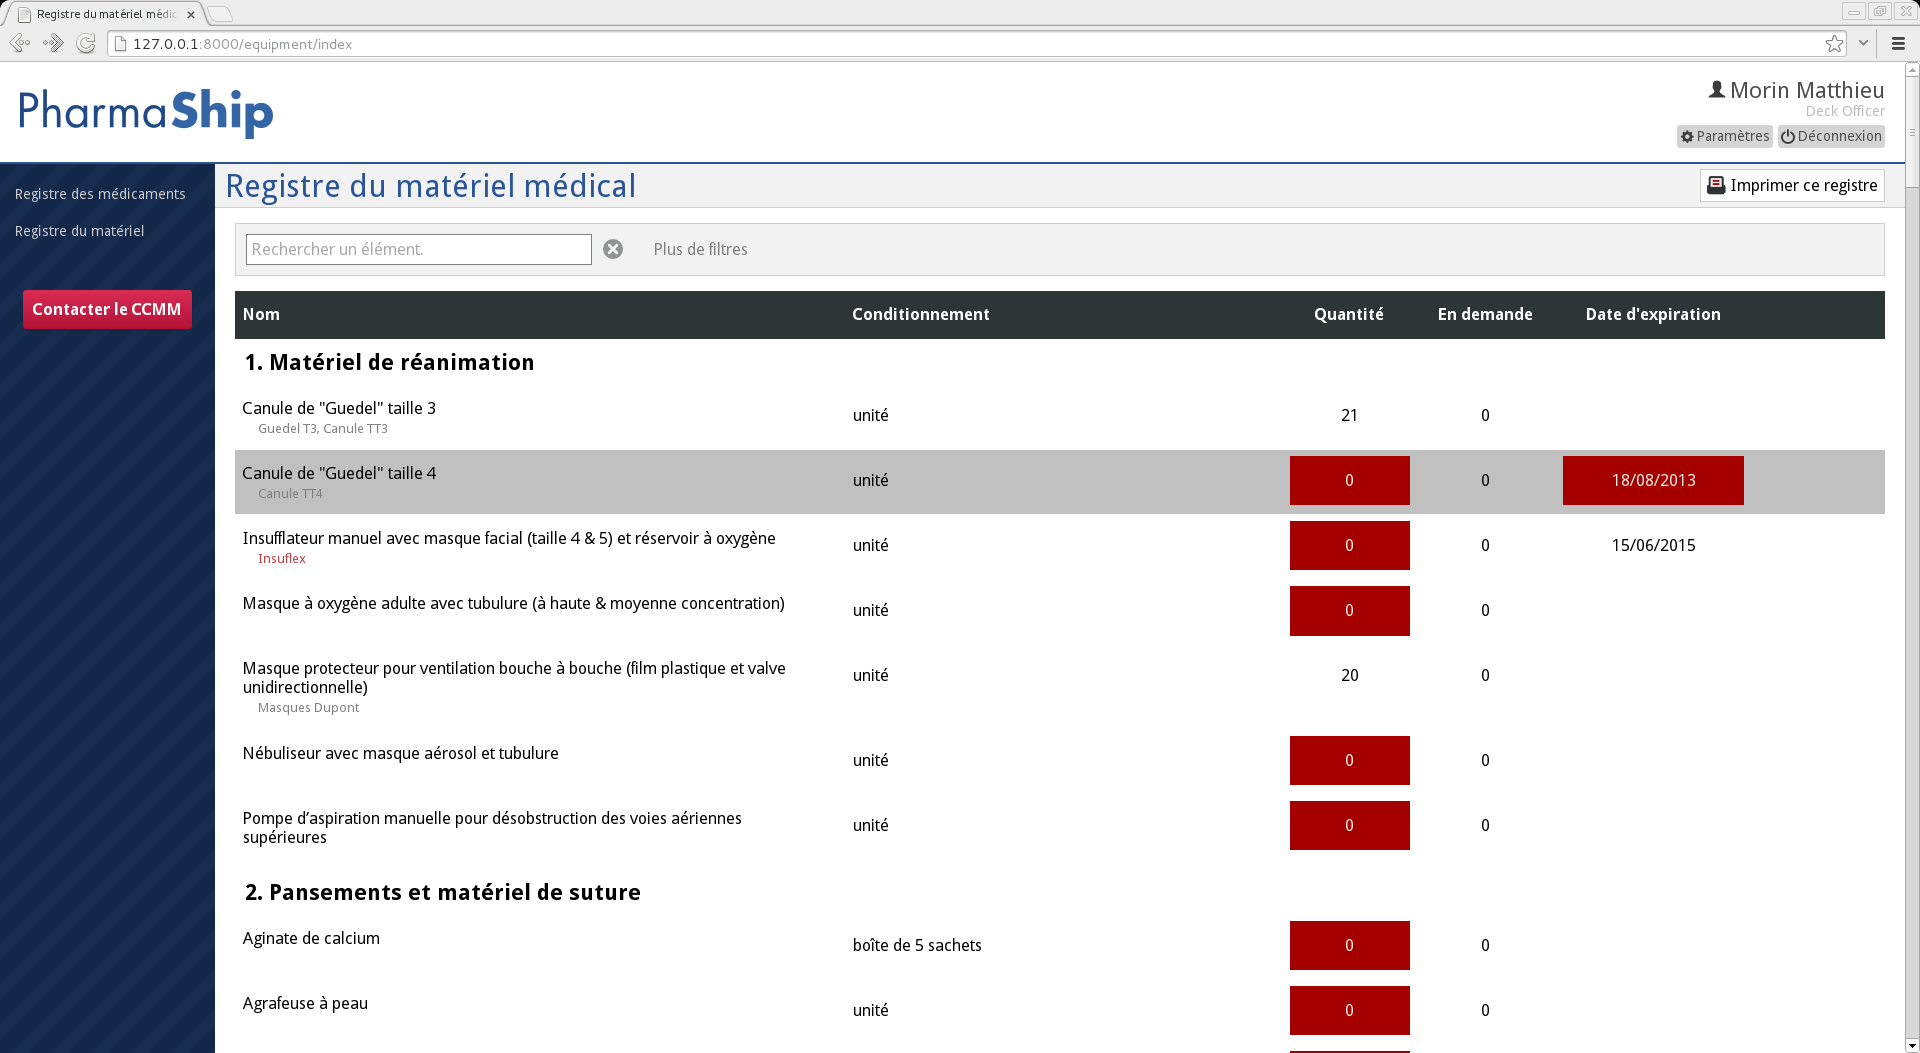 Registre du matériel médic
127.0.0.1:8000/equipment/index
PharmaShip
Morin Matthieu
Deck Officer
Paramètres
Déconnexion
Registre des médicaments
Registre du matériel
Contacter le CCMM
Registre du matériel médical
Imprimer ce registre
Rechercher un élément.
Plus de filtres
Nom Conditionnement Quantité En demande Date d'expiration
1. Matériel de réanimation
Canule de "Guedel" taille 3
Guedel T3, Canule TT3
unité 21 0
Canule de "Guedel" taille 4
Canule TT4
unité 0 0 18/08/2013
Insufflateur manuel avec masque facial (taille 4 & 5) et réservoir à oxygène
Insuflex
unité 0 0 15/06/2015
Masque à oxygène adulte avec tubulure (à haute & moyenne concentration)
unité 0 0
Masque protecteur pour ventilation bouche à bouche (film plastique et valve
unidirectionnelle)
Masques Dupont
unité 20 0
Nébuliseur avec masque aérosol et tubulure
unité 0 0
Pompe d’aspiration manuelle pour désobstruction des voies aériennes
supérieures
unité 0 0
2. Pansements et matériel de suture
Aginate de calcium
boîte de 5 sachets 0 0
Agrafeuse à peau
unité 0 0